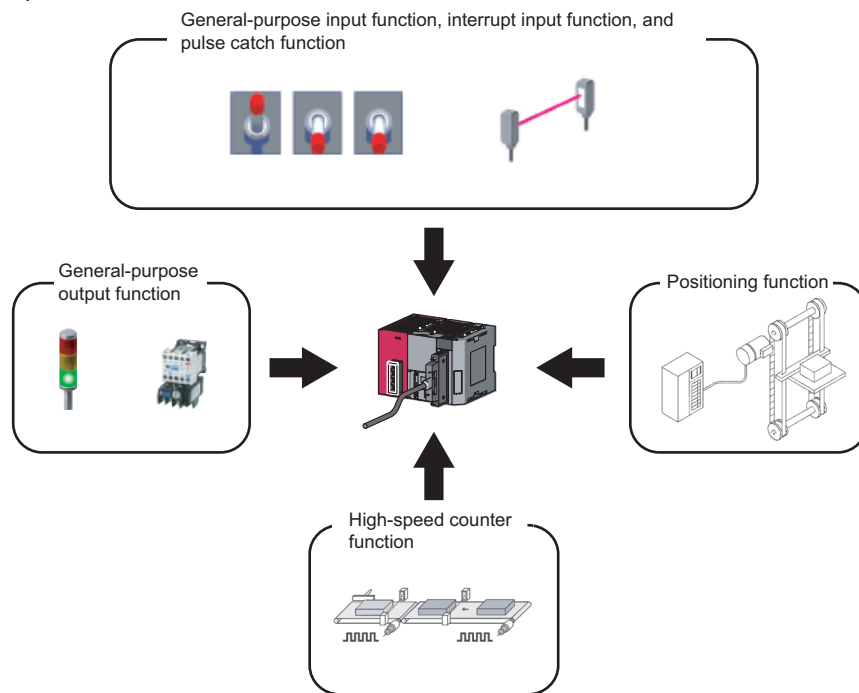 General-purpose input function, interrupt input function, and
pulse catch function
General-purpose
output function
Positioning function
High-speed counter
function